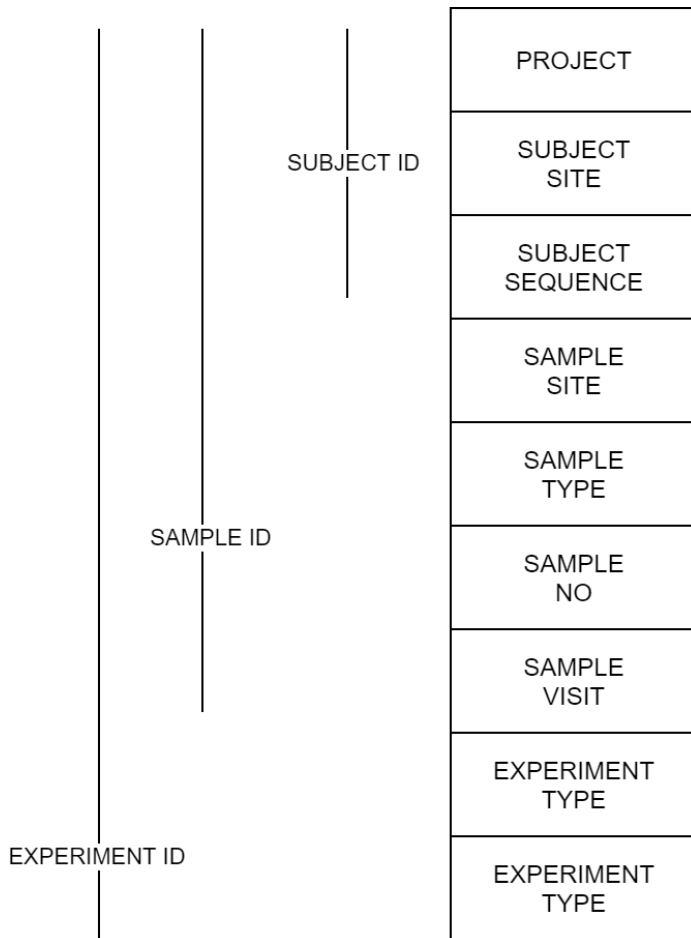 PROJECT
SUBJECT ID
SUBJECT
SITE
SUBJECT
SEQUENCE
SAMPLE
SITE
SAMPLE
TYPE
SAMPLE ID
SAMPLE
NO
SAMPLE
VISIT
EXPERIMENT
TYPE
EXPERIMENT ID
EXPERIMENT
TYPE